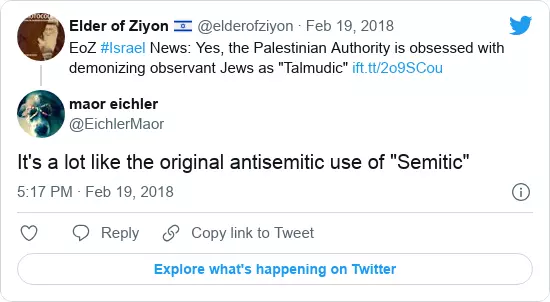 Elder of Ziyon 🇮🇱 @elderofziyon · Feb 19, 2018
EoZ #Israel News: Yes, the Palestinian Authority is obsessed with
demonizing observant Jews as "Talmudic" ift.tt/2o9SCou
maor eichler
@EichlerMaor
It's a lot like the original antisemitic use of "Semitic"
5:17 PM · Feb 19, 2018
Reply
Copy link to Tweet
Explore what's happening on Twitter